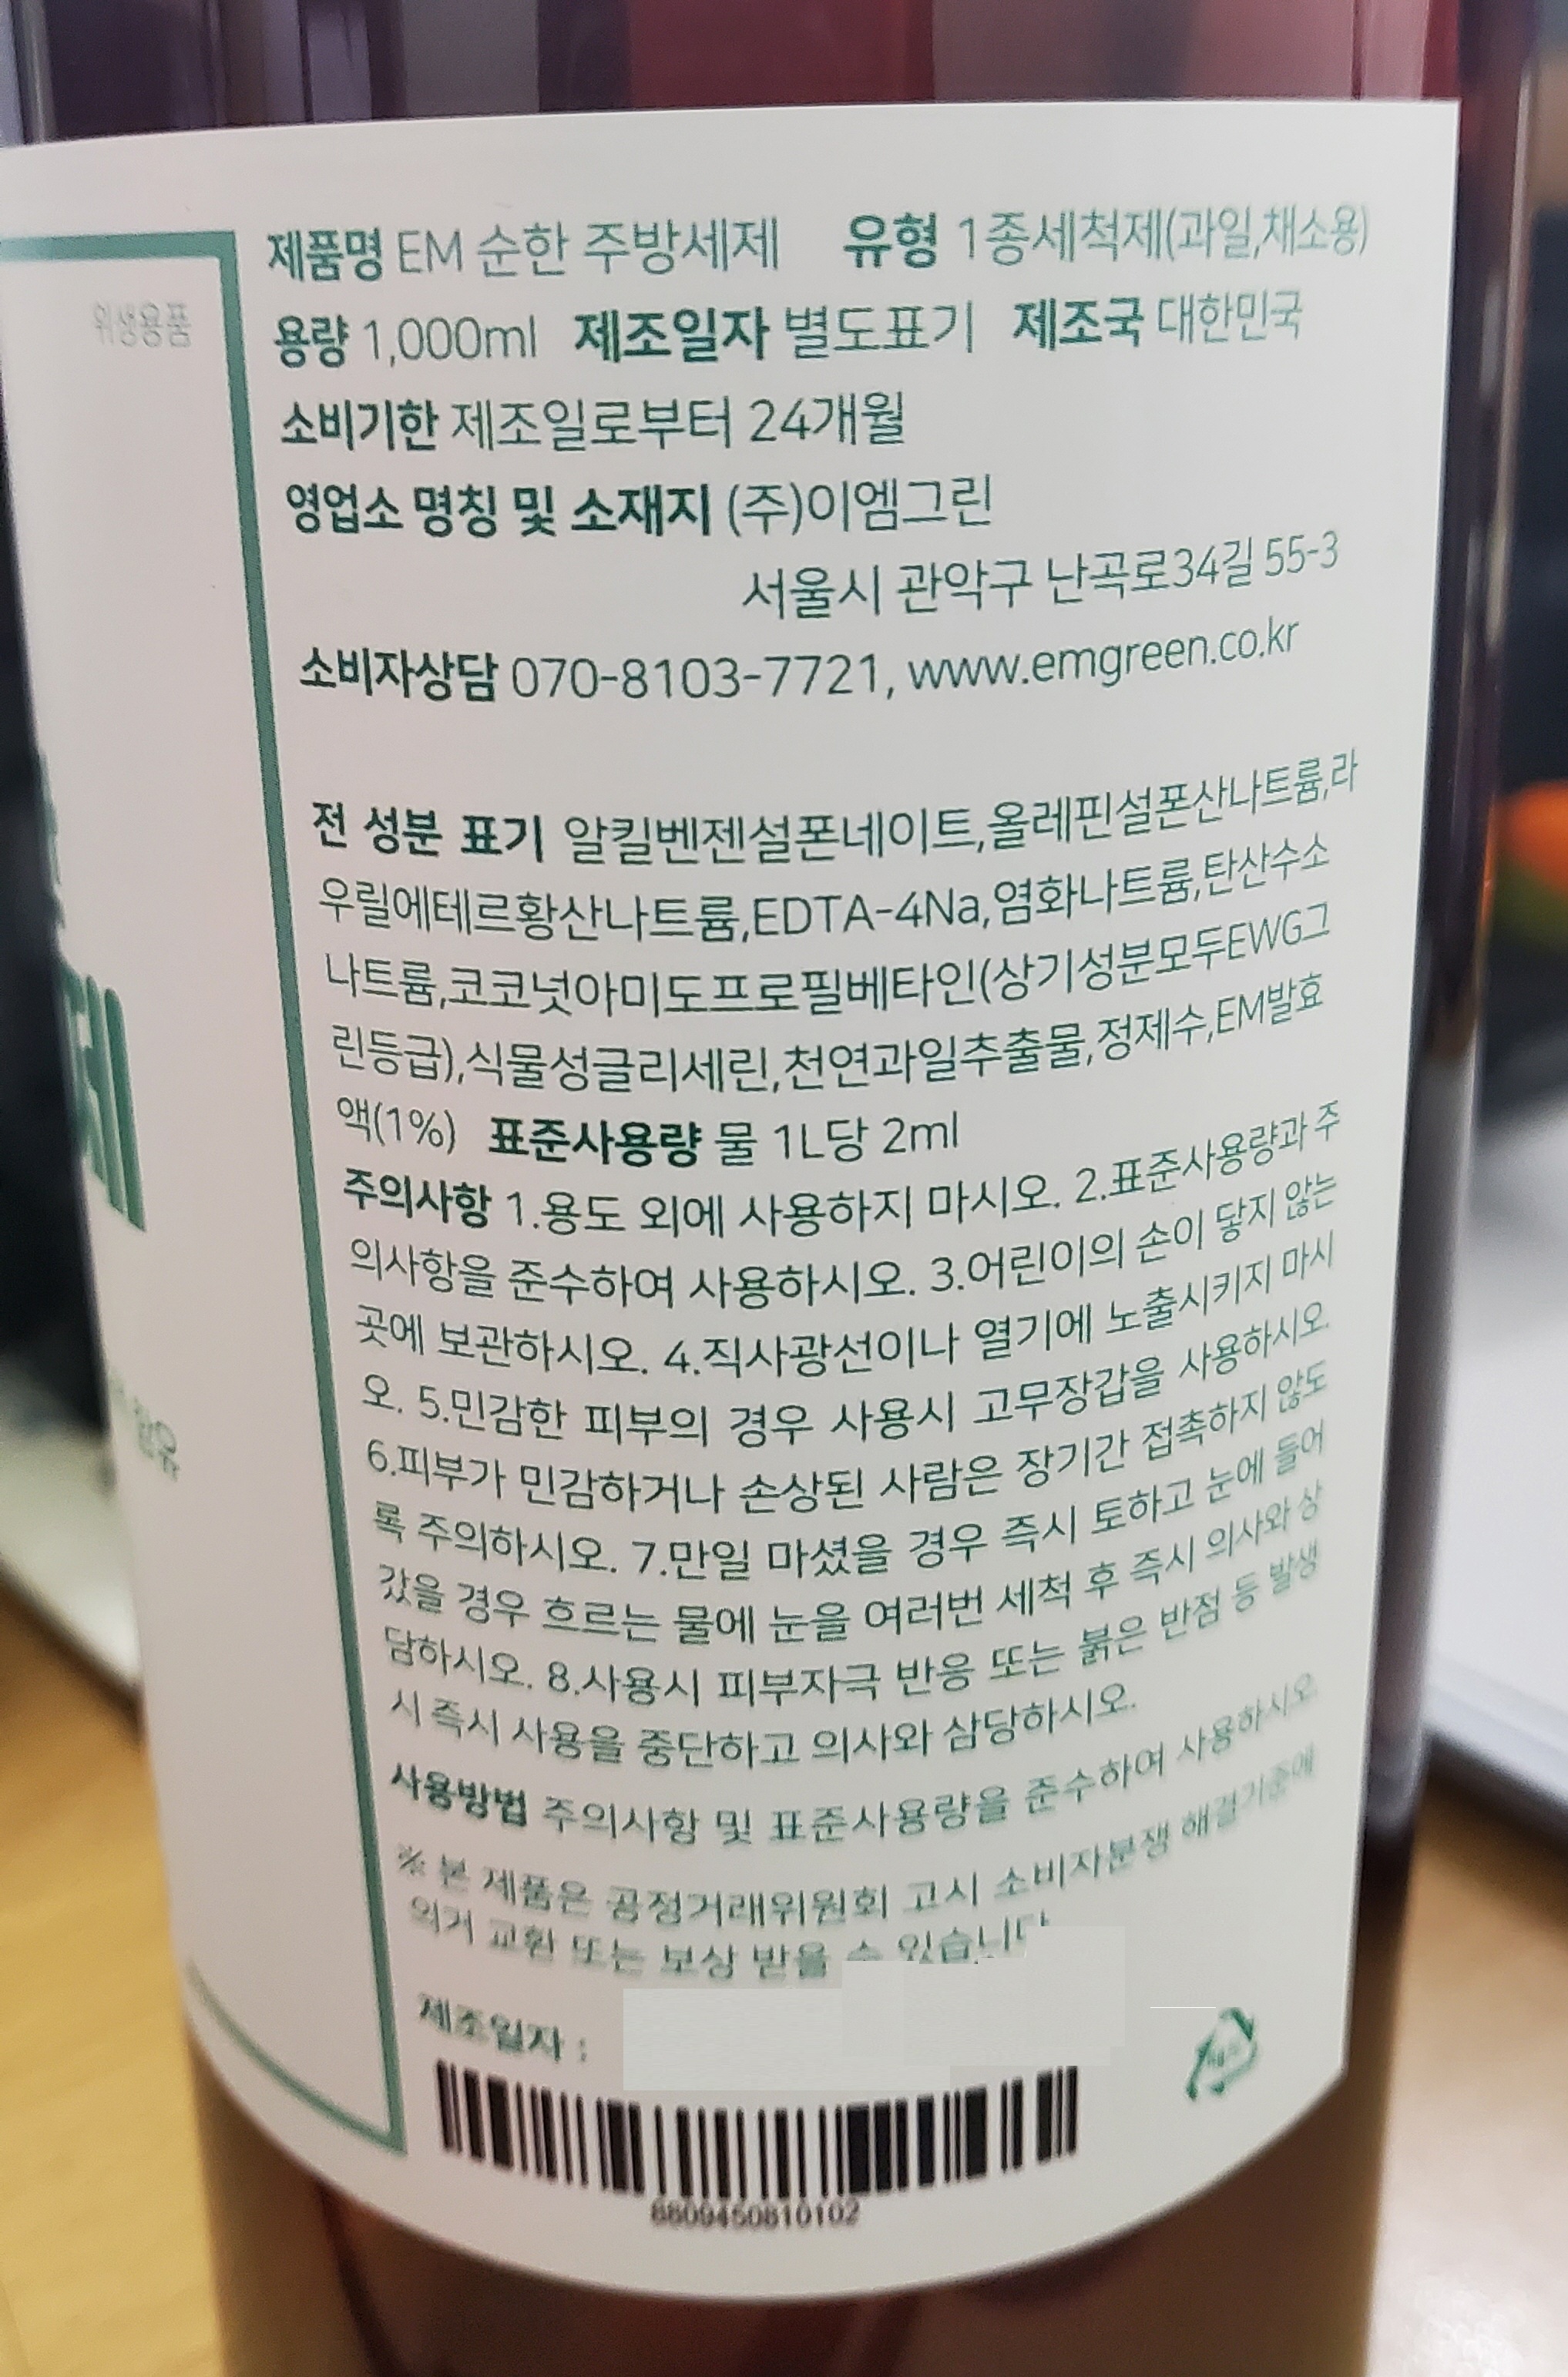 위생용품
제품명 EM 순한 주방세제 유형 1종세척제(과일,채소용)
용량 1,000ml 제조일자 별도표기 제조국 대한민국
소비기한 제조일로부터 24개월
영업소 명칭 및 소재지 (주)이엠그린
서울시 관악구 난곡로34길 55-3
소비자상담 070-8103-7721, www.emgreen.co.kr
전 성분 표기 알킬벤젠설폰네이트,올레핀설폰산나트륨,라
우릴에테르황산나트륨,EDTA-4Na,염화나트륨,탄산수소
나트륨,코코넛아미도프로필베타인(상기성분모두EWG그
린등급),식물성글리세린,천연과일추출물,정제수,EM발효
액(1%) 표준사용량 물 1L당 2ml
주의사항 1.용도 외에 사용하지 마시오. 2.표준사용량과 주
의사항을 준수하여 사용하시오. 3.어린이의 손이 닿지 않는
곳에 보관하시오. 4.직사광선이나 열기에 노출시키지 마시
오. 5.민감한 피부의 경우 사용시 고무장갑을 사용하시오.
6.피부가 민감하거나 손상된 사람은 장기간 접촉하지 않도
록 주의하시오. 7.만일 마셨을 경우 즉시 토하고 눈에 들어
갔을 경우 흐르는 물에 눈을 여러번 세척 후 즉시 의사와 상
담하시오. 8.사용시 피부자극 반응 또는 붉은 반점 등 발생
시 즉시 사용을 중단하고 의사와 삼당하시오.
사용방법 주의사항 및 표준사용량을 준수하여 사용하시오.
※ 본 제품은 공정거래위원회 고시 소비자분쟁 해결기준에
의거 교환 또는 보상 받을 수 있습니다
제조일자 :
8809450810102